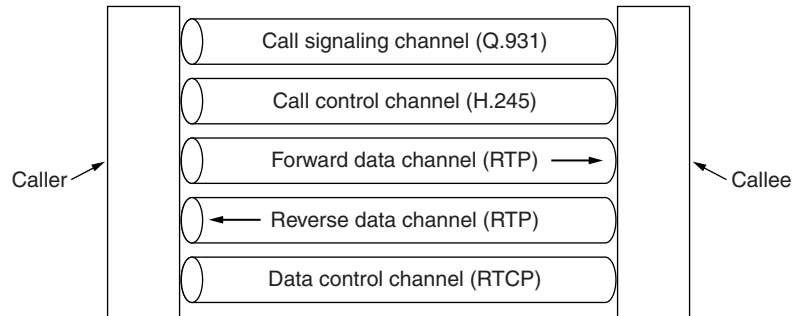 Call signaling channel (Q.931)
Call control channel (H.245)
Forward data channel (RTP)
Caller
Callee
Reverse data channel (RTP)
Data control channel (RTCP)